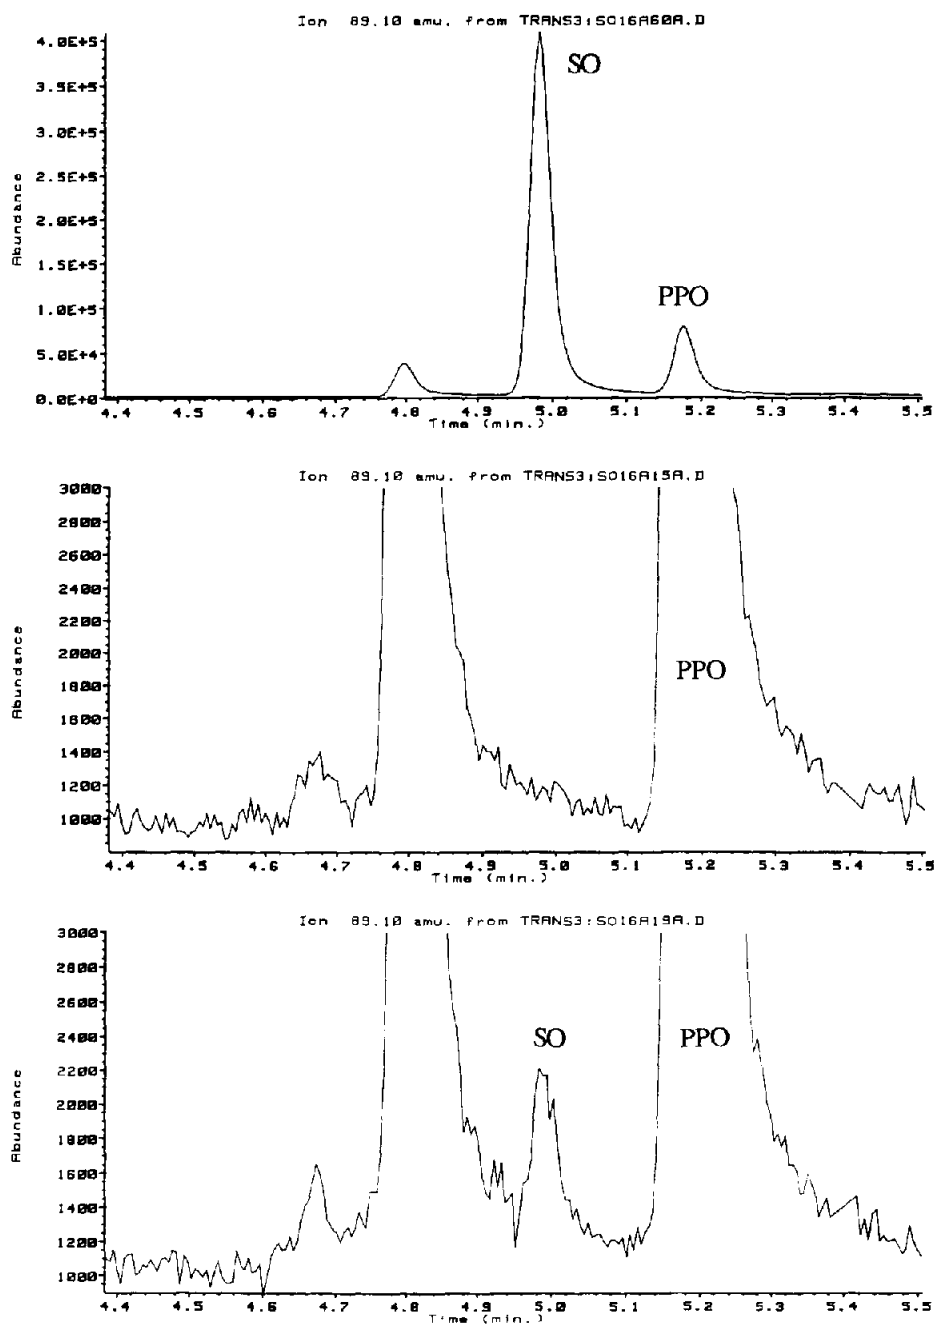 Ion 89.10 amu. from TRANS3:SO16A60A.D
4.0E+5
3.5E+5
3.0E+5
2.5E+5
2.0E+5
1.5E+5
1.0E+5
5.0E+4
0.0E+0
Abundance
SO
PPO
4.4 4.5 4.6 4.7 4.8 4.9 5.0 5.1 5.2 5.3 5.4 5.5
Time (min.)
Ion 89.10 amu. from TRANS3:SO16A15A.D
3000
2800
2600
2400
2200
2000
1800
1600
1400
1200
1000
Abundance
PPO
4.4 4.5 4.6 4.7 4.8 4.9 5.0 5.1 5.2 5.3 5.4 5.5
Time (min.)
Ion 89.10 amu. from TRANS3:SO16A19A.D
3000
2800
2600
2400
2200
2000
1800
1600
1400
1200
1000
Abundance
SO
PPO
4.4 4.5 4.6 4.7 4.8 4.9 5.0 5.1 5.2 5.3 5.4 5.5
Time (min.)